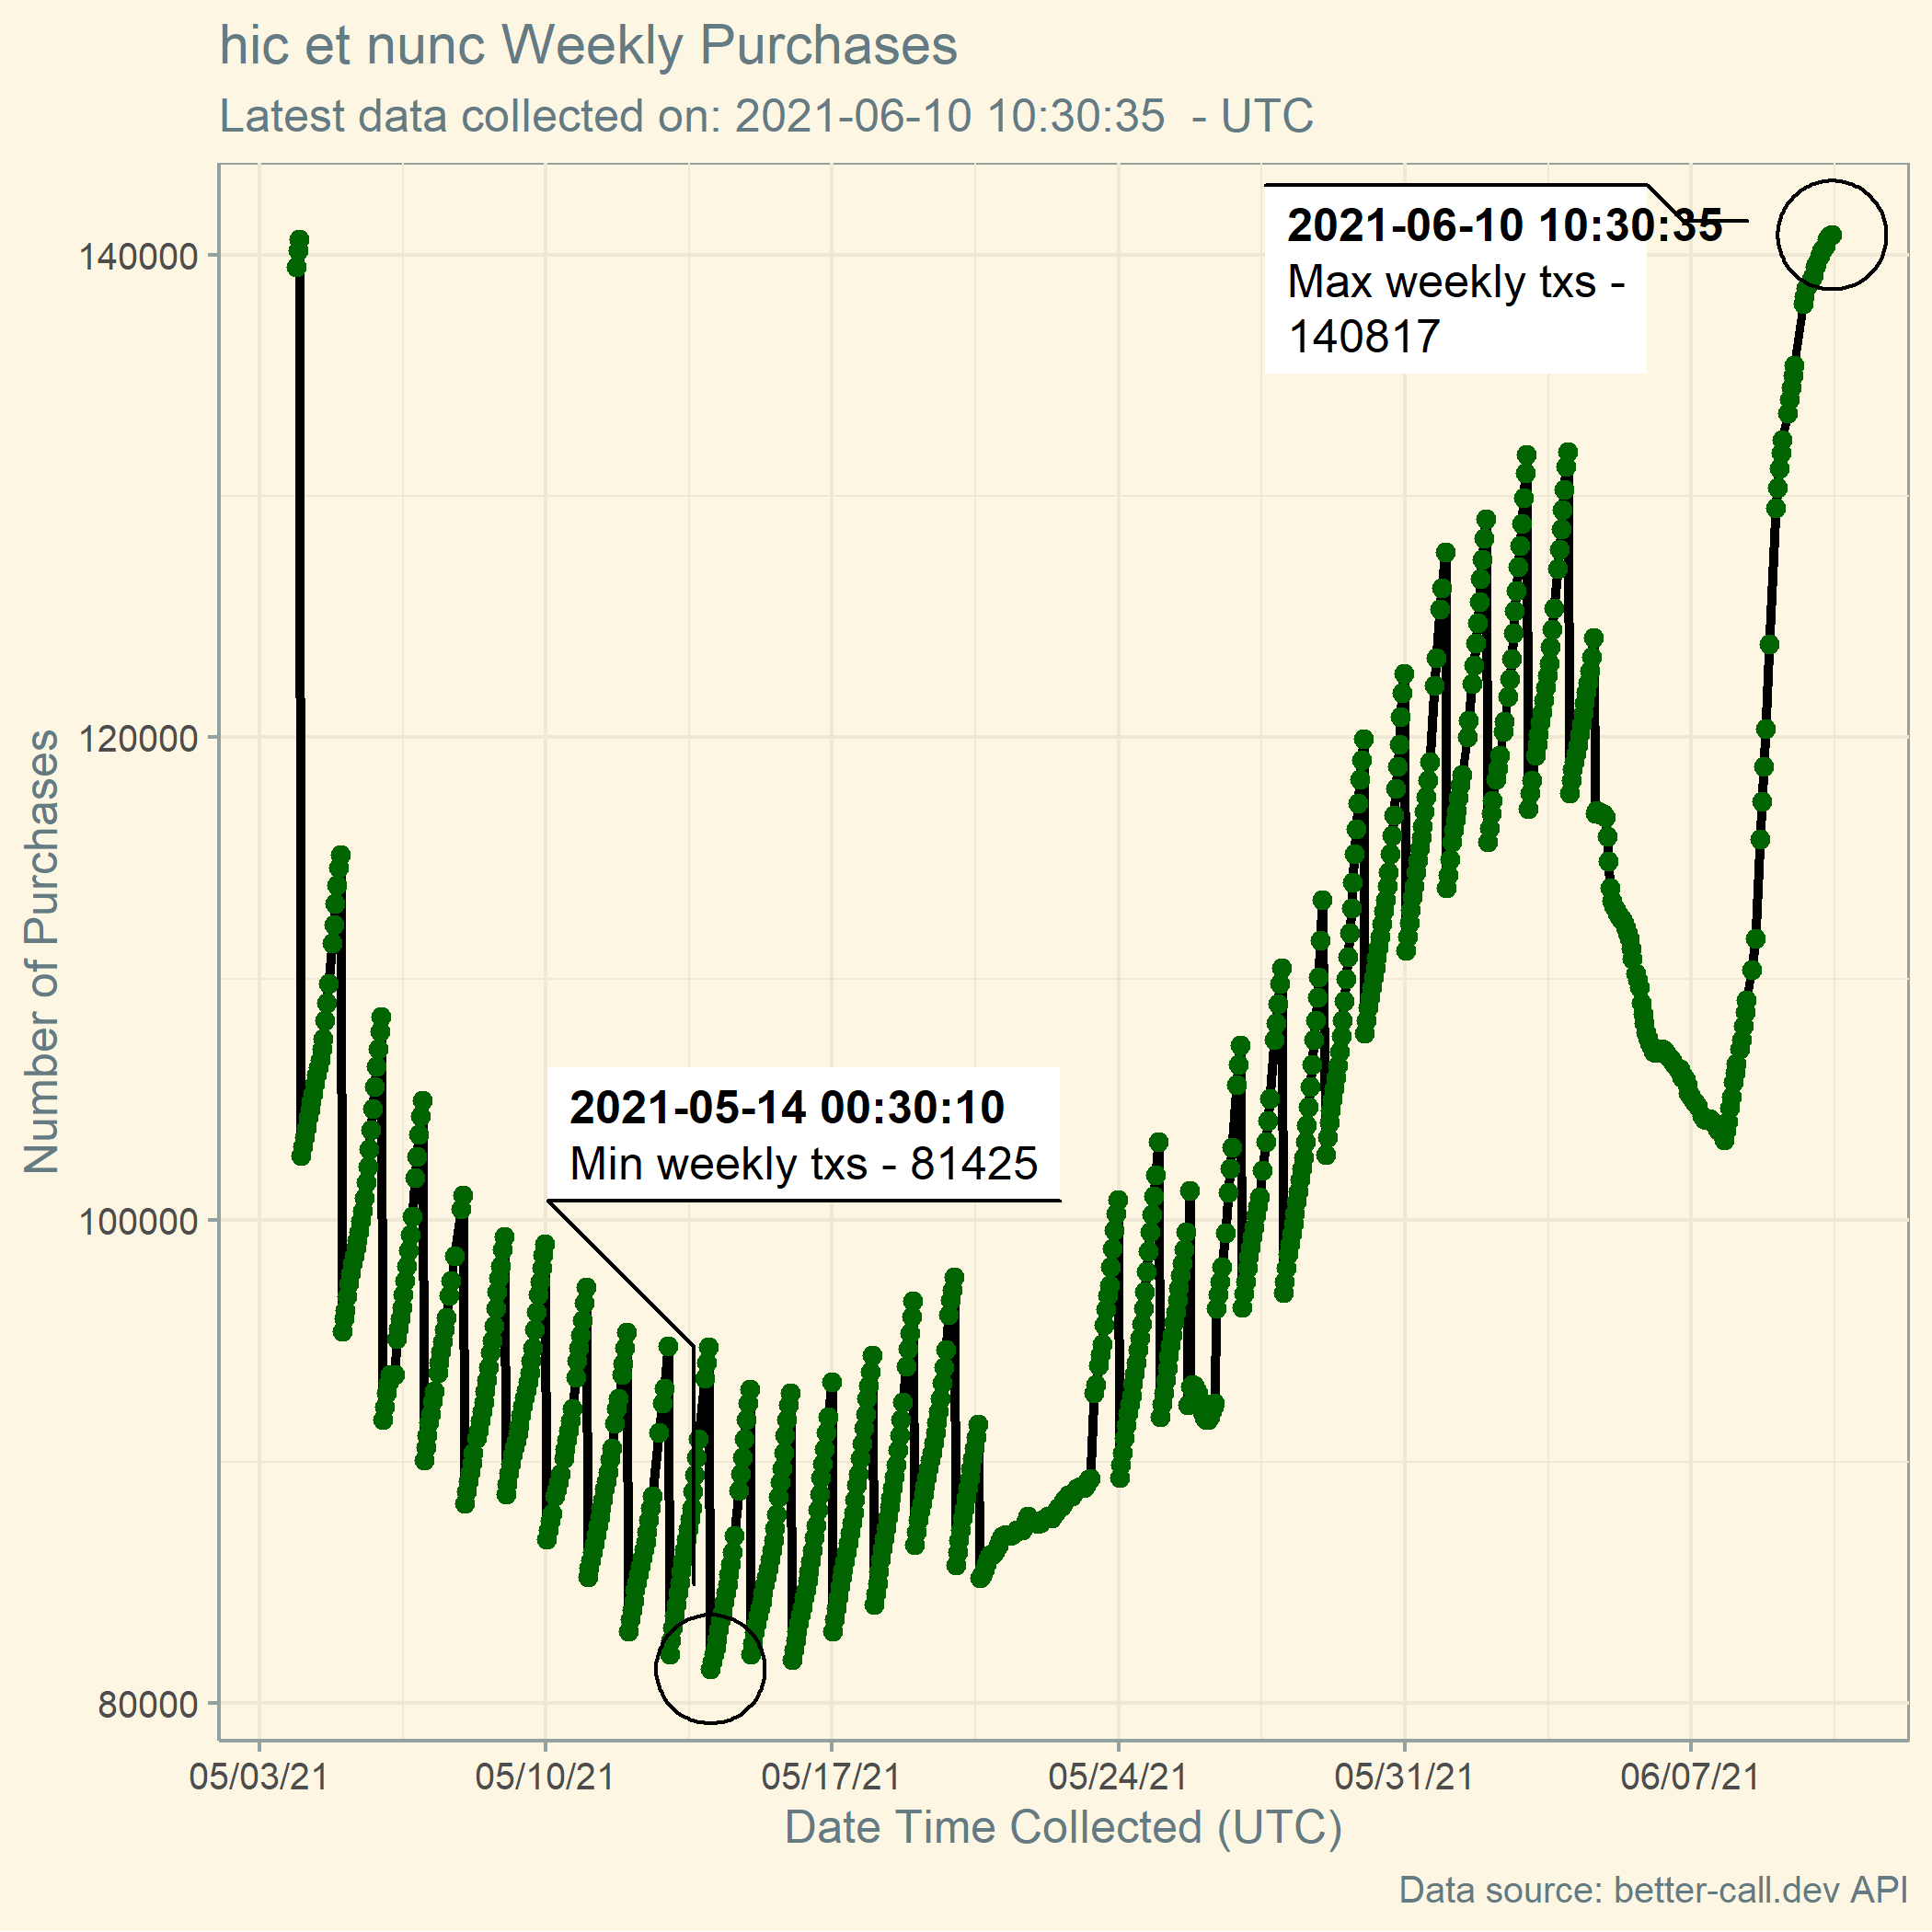 hic et nunc Weekly Purchases
Latest data collected on: 2021-06-10 10:30:35  - UTC
2021-06-10 10:30:35
Max weekly txs -
140817
2021-05-14 00:30:10
Min weekly txs - 81425
Number of Purchases
140000
120000
100000
80000
05/03/21
05/10/21
05/17/21
05/24/21
05/31/21
06/07/21
Date Time Collected (UTC)
Data source: better-call.dev API